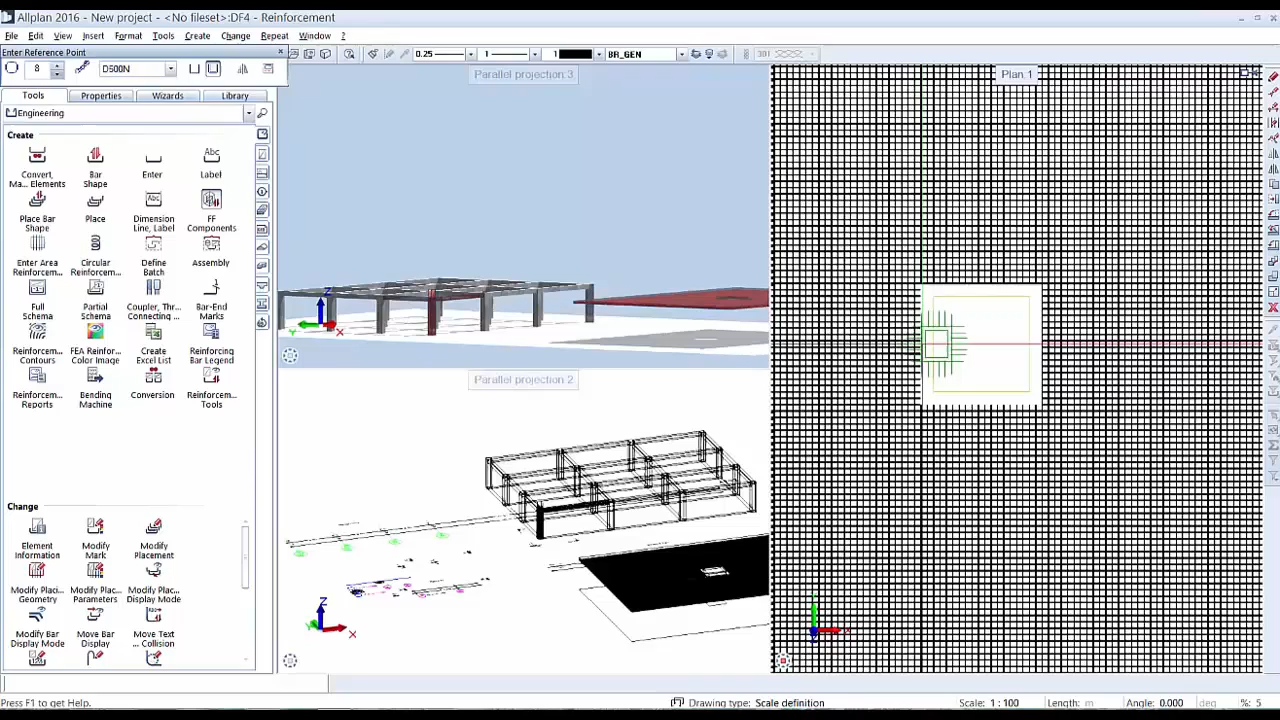 Allplan 2016 - New project - <No fileset>:DF4 - Reinforcement
File Edit View Insert Format Tools Create Change Repeat Window ?
Enter Reference Point
8 D500N
0.25 1 1 BR_GEN 301
Tools Properties Wizards Library
Engineering
Create
Convert, Ma... Elements
Bar Shape
Enter
Label
Place Bar Shape
Place
Dimension Line, Label
FF Components
Enter Area Reinforcem...
Circular Reinforcem...
Define Batch
Assembly
Full Schema
Partial Schema
Coupler, Thr... Connecting ...
Bar-End Marks
Reinforcem... Contours
FEA Reinfor... Color Image
Create Excel List
Reinforcing Bar Legend
Reinforcem... Reports
Bending Machine
Conversion
Reinforcem... Tools
Change
Element Information
Modify Mark
Modify Placement
Modify Plac... Geometry
Modify Plac... Parameters
Modify Plac... Display Mode
Modify Bar Display Mode
Move Bar Display
Move Text Collision
Parallel projection 3
Z
Y
X
Parallel projection 2
Z
X
Plan 1
Press F1 to get Help.
Drawing type: Scale definition
Scale: 1 : 100
Length: m
Angle: 0.000
deg
%: 5